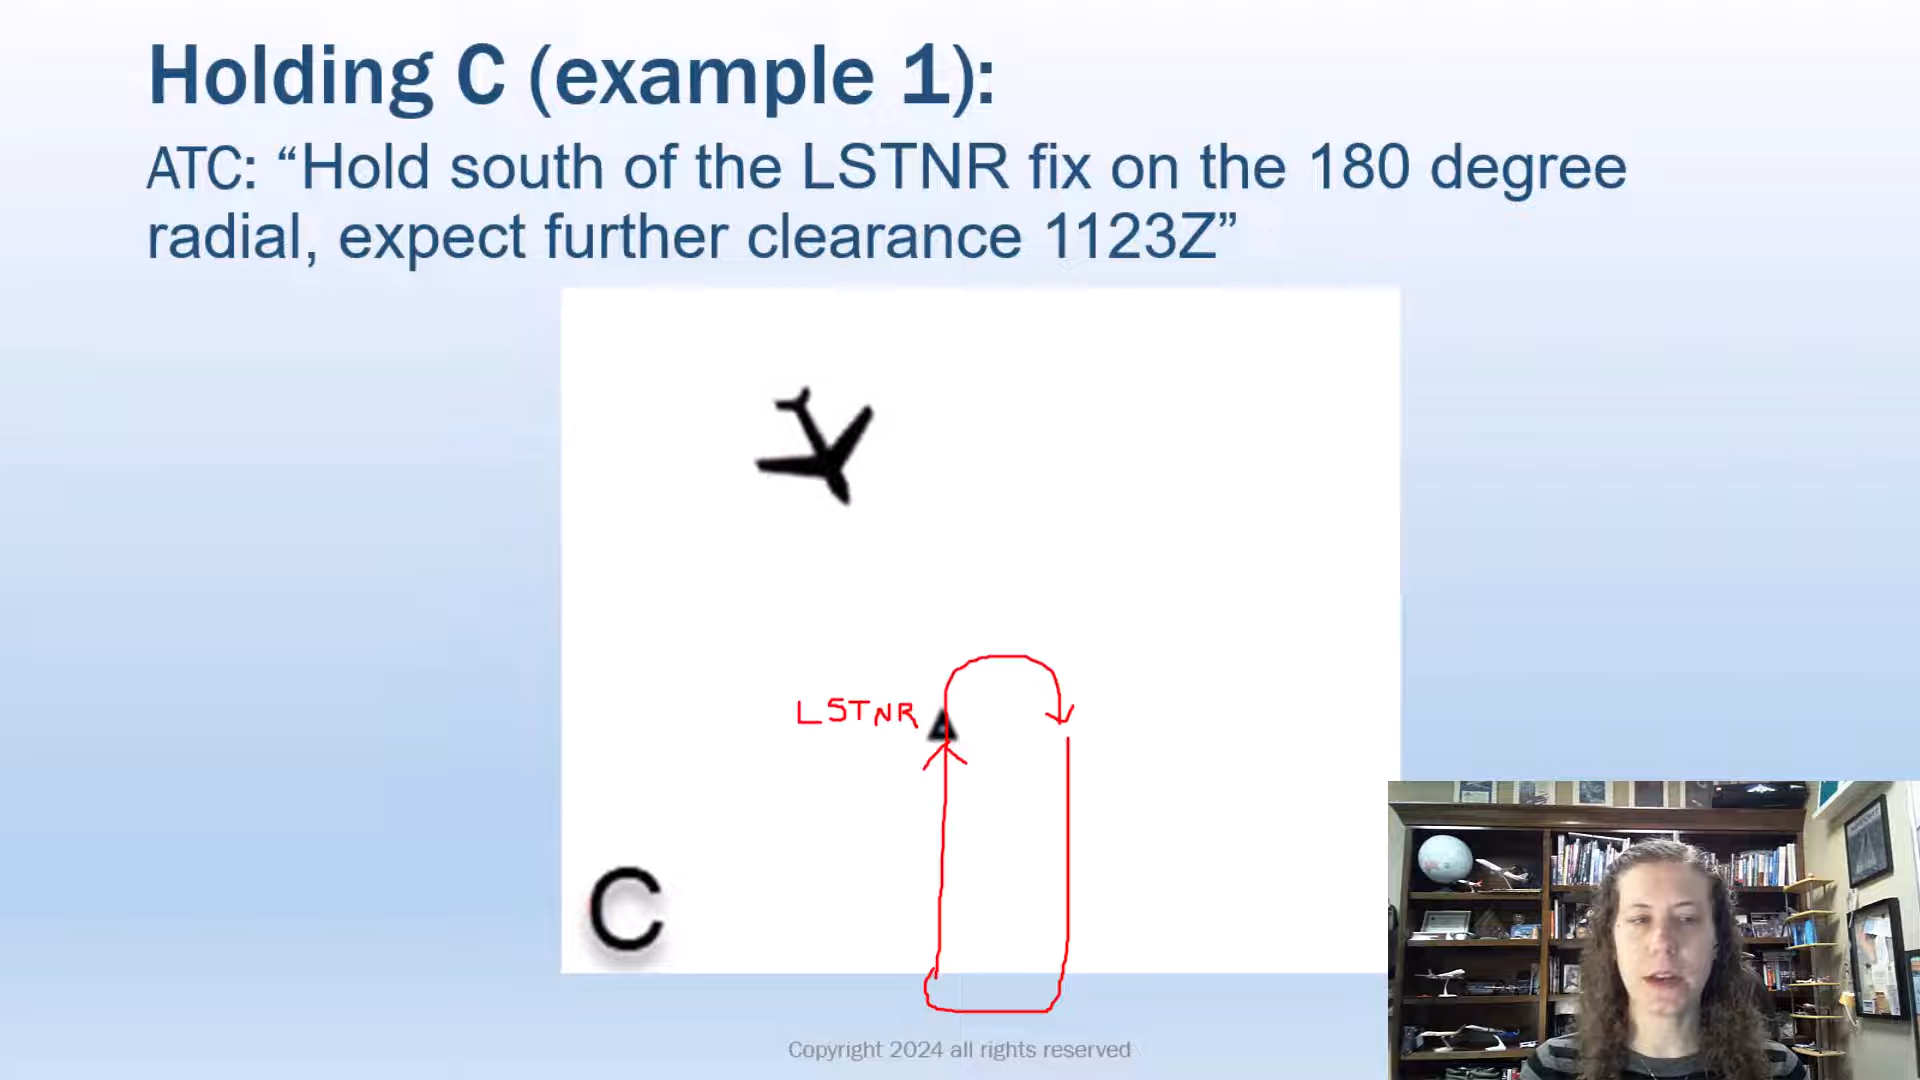 Holding C (example 1):
ATC: “Hold south of the LSTNR fix on the 180 degree
radial, expect further clearance 1123Z”
LSTNR
C
Copyright 2024 all rights reserved